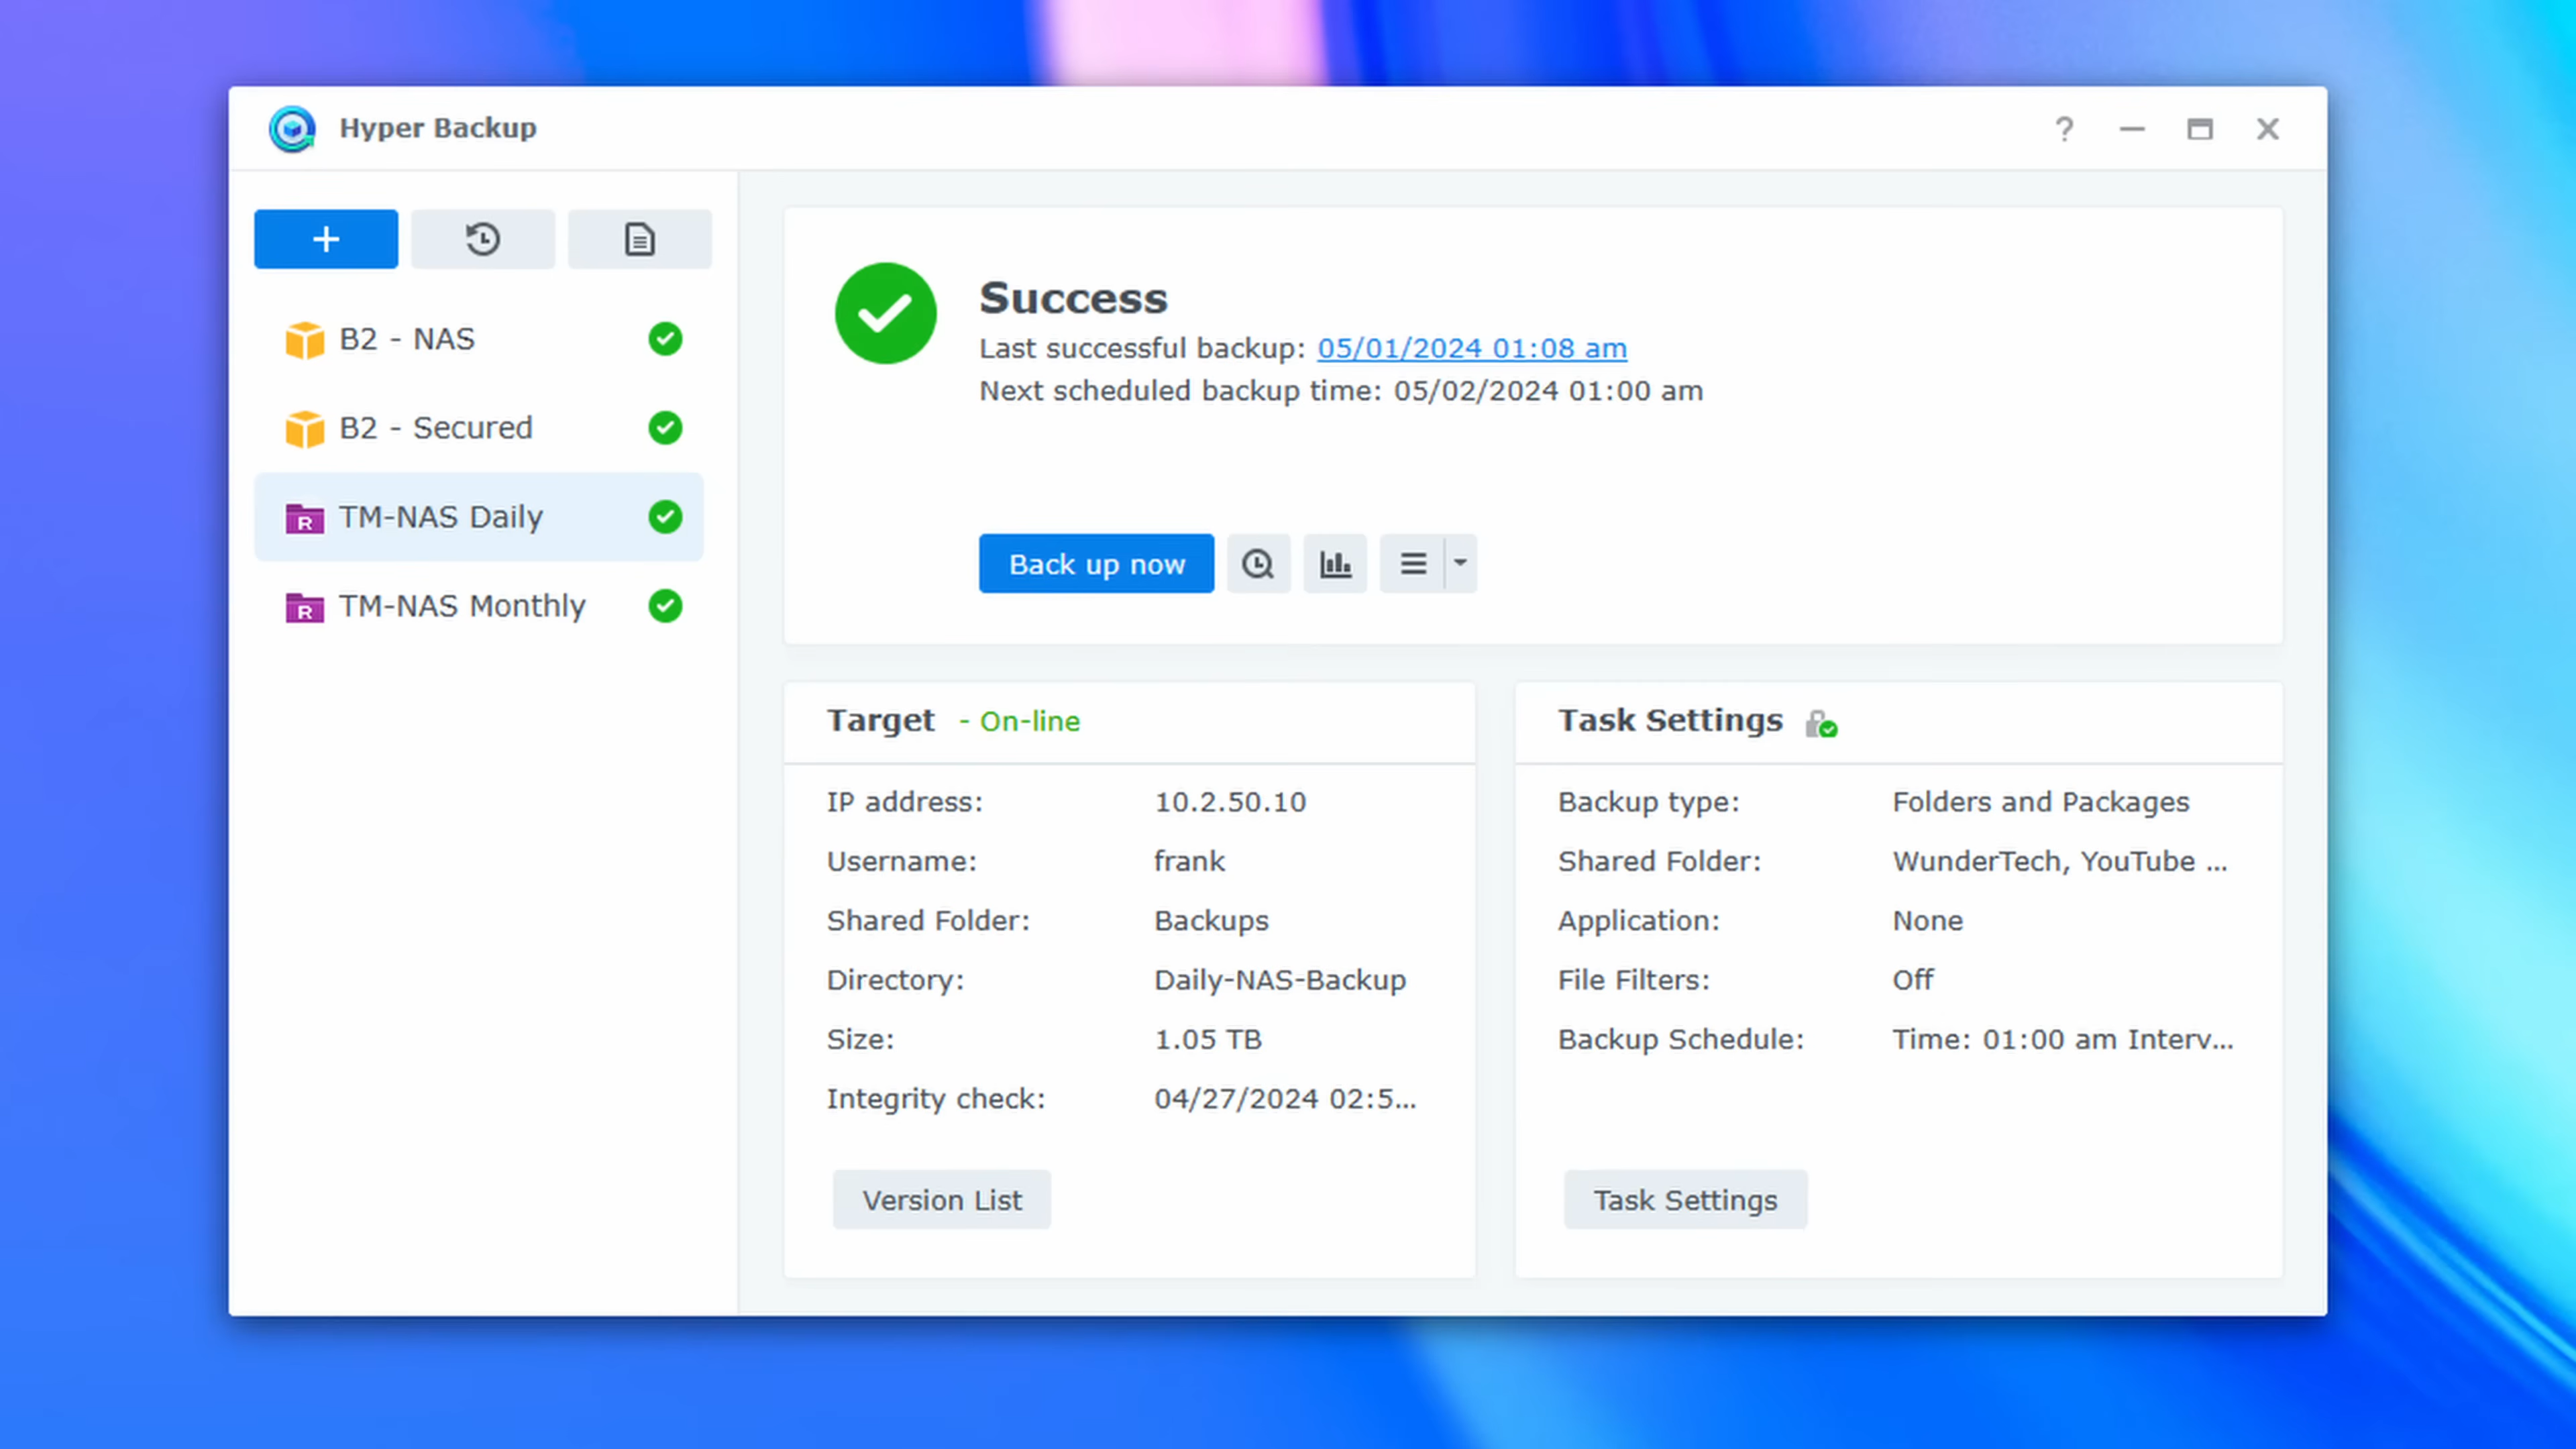 Hyper Backup
B2 - NAS
B2 - Secured
TM-NAS Daily
TM-NAS Monthly
Success
Last successful backup: 05/01/2024 01:08 am
Next scheduled backup time: 05/02/2024 01:00 am
Back up now
Target - On-line
IP address: 10.2.50.10
Username: frank
Shared Folder: Backups
Directory: Daily-NAS-Backup
Size: 1.05 TB
Integrity check: 04/27/2024 02:5...
Version List
Task Settings
Backup type: Folders and Packages
Shared Folder: WunderTech, YouTube ...
Application: None
File Filters: Off
Backup Schedule: Time: 01:00 am Interv...
Task Settings